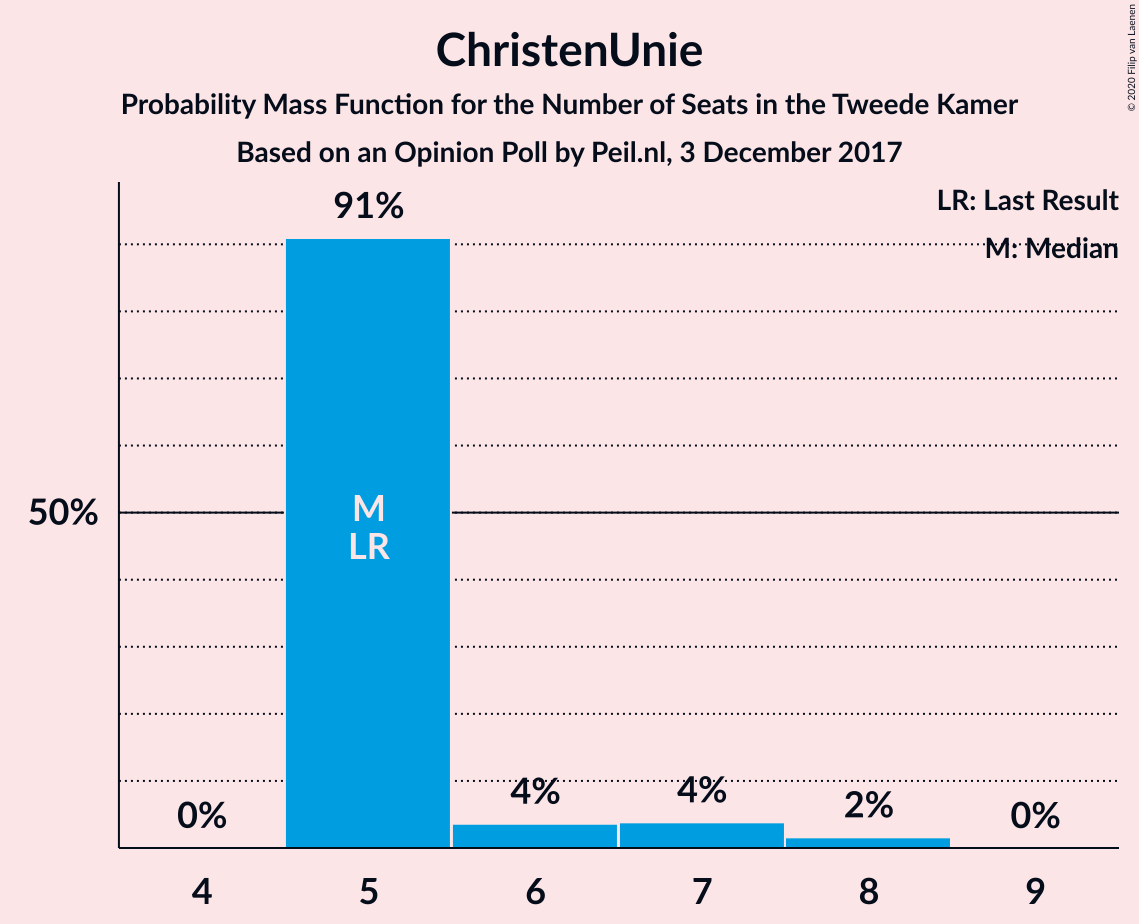 ChristenUnie
Probability Mass Function for the Number of Seats in the Tweede Kamer
Based on an Opinion Poll by Peil.nl, 3 December 2017
© 2020 Filip van Laenen
LR: Last Result
M: Median
91%
50%
M
LR
0%
4%
4%
2%
0%
4
5
6
7
8
9